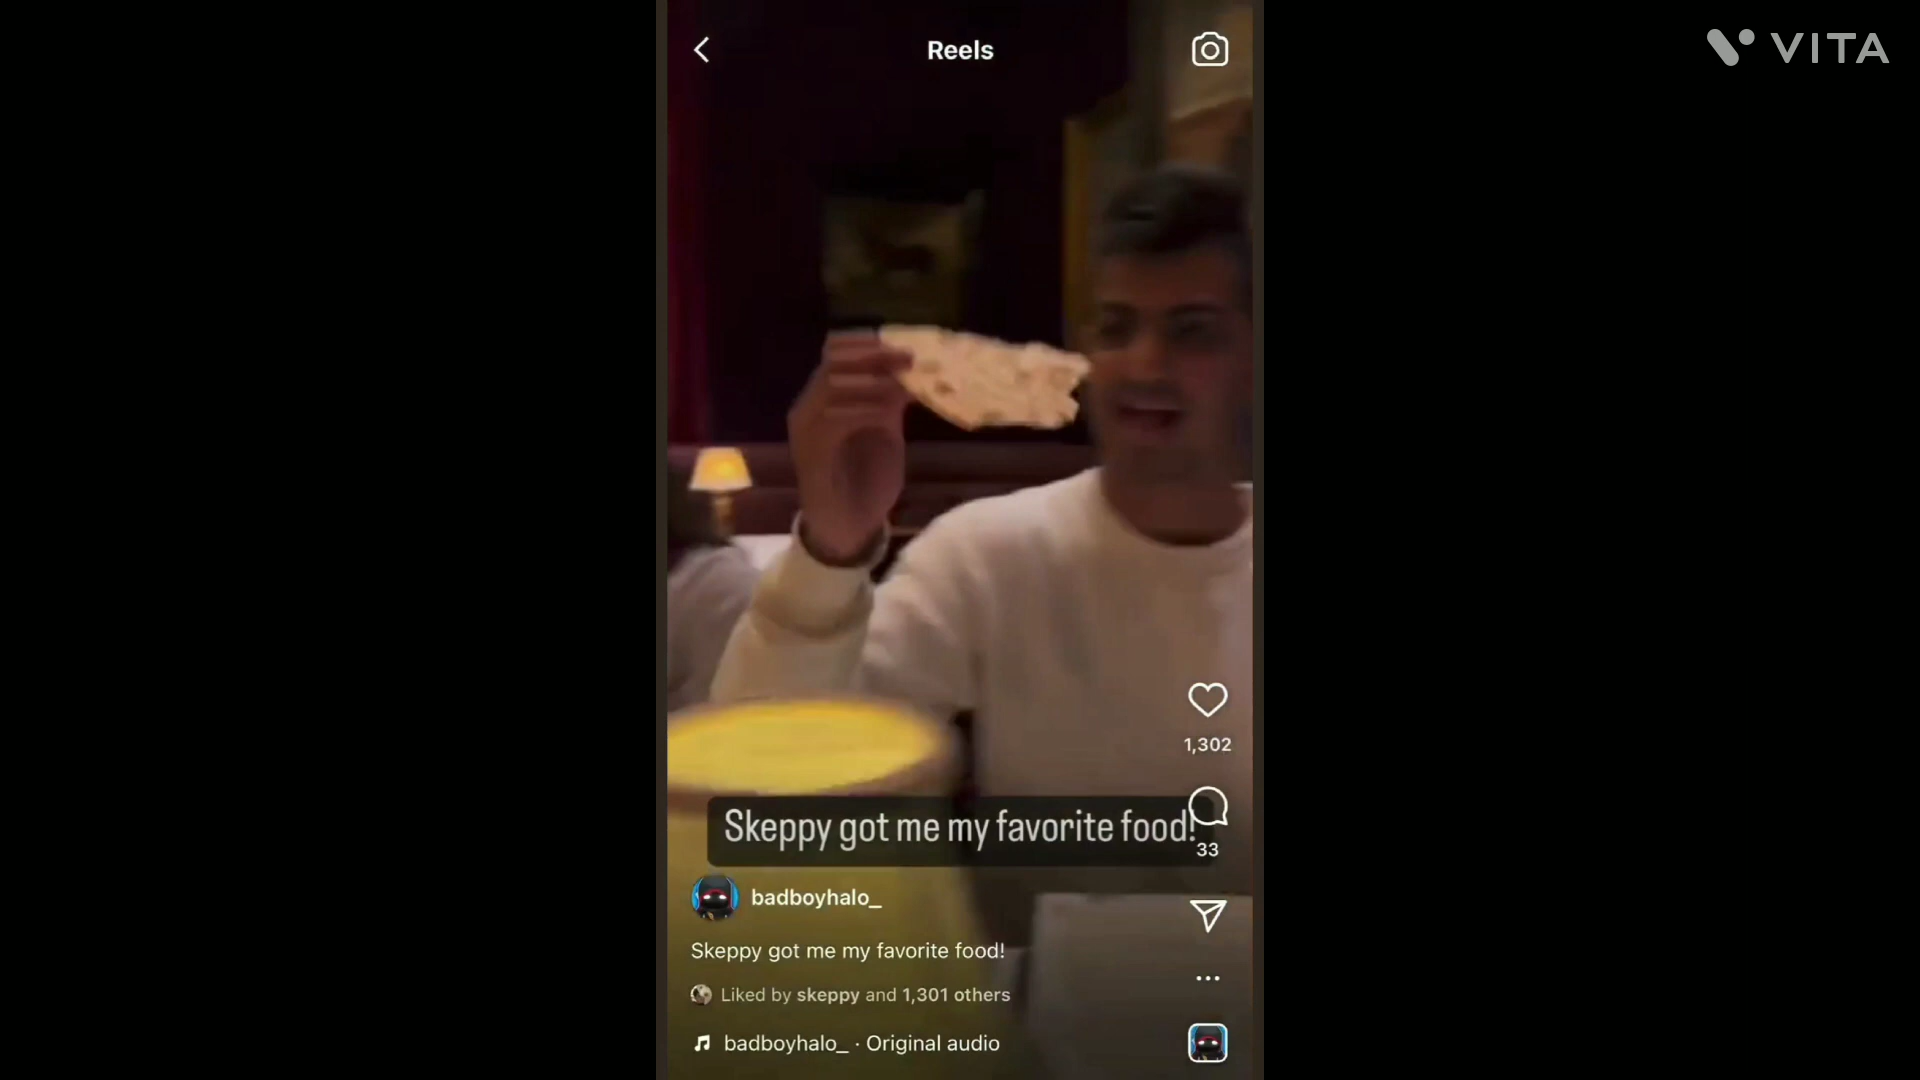 Reels
VITA
Skeppy got me my favorite food!
1,302
33
badboyhalo_
Skeppy got me my favorite food!
Liked by skeppy and 1,301 others
badboyhalo_ · Original audio